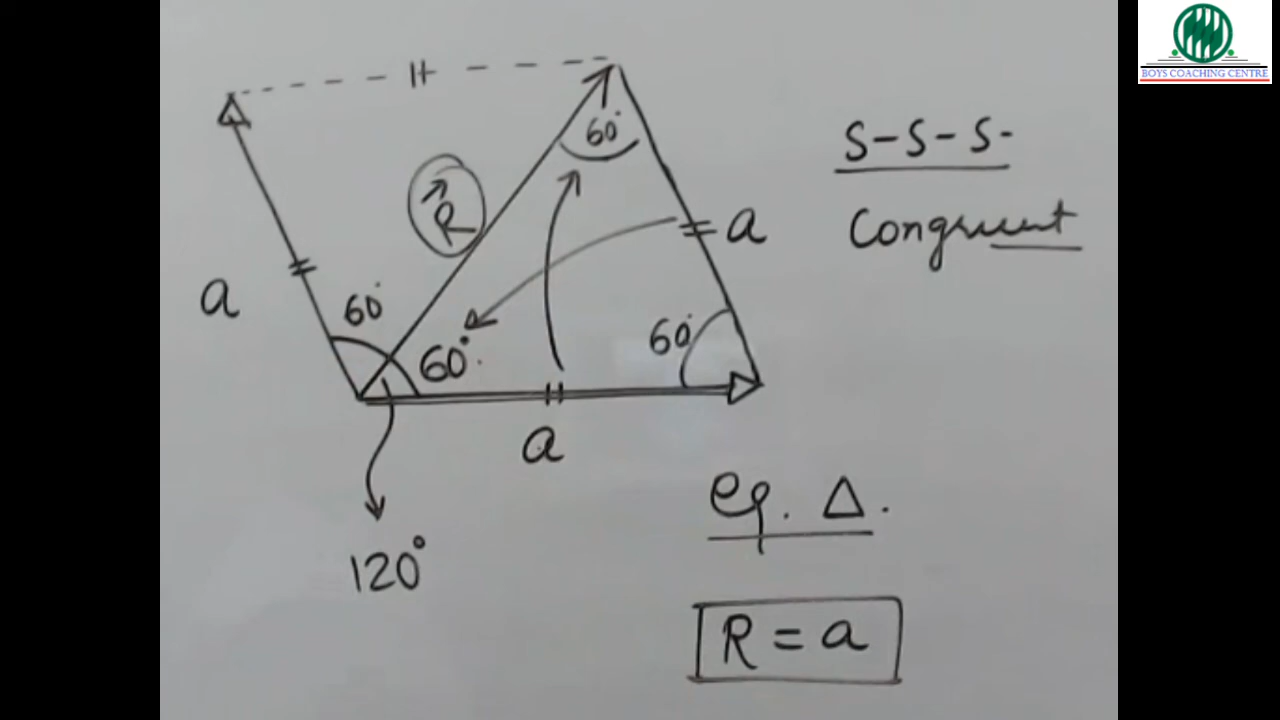 BOYS COACHING CENTRE
60°
S-S-S-
R
a
Congruent
a
60°
60°
60°
a
eq. Δ.
120°
R = a